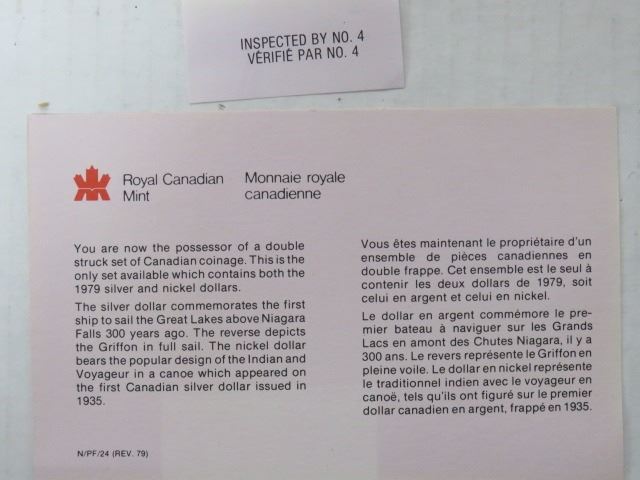 INSPECTED BY NO. 4
VÉRIFIÉ PAR NO. 4
Royal Canadian
Mint
Monnaie royale
canadienne
You are now the possessor of a double
struck set of Canadian coinage. This is the
only set available which contains both the
1979 silver and nickel dollars.
The silver dollar commemorates the first
ship to sail the Great Lakes above Niagara
Falls 300 years ago. The reverse depicts
the Griffon in full sail. The nickel dollar
bears the popular design of the Indian and
Voyageur in a canoe which appeared on
the first Canadian silver dollar issued in
1935.
Vous êtes maintenant le propriétaire d'un
ensemble de pièces canadiennes en
double frappe. Cet ensemble est le seul à
contenir les deux dollars de 1979, soit
celui en argent et celui en nickel.
Le dollar en argent commémore le pre-
mier bateau à naviguer sur les Grands
Lacs en amont des Chutes Niagara, il y a
300 ans. Le revers représente le Griffon en
pleine voile. Le dollar en nickel représente
le traditionnel indien avec le voyageur en
canoë, tels qu'ils ont figuré sur le premier
dollar canadien en argent, frappé en 1935.
N/PF/24 (REV. 79)